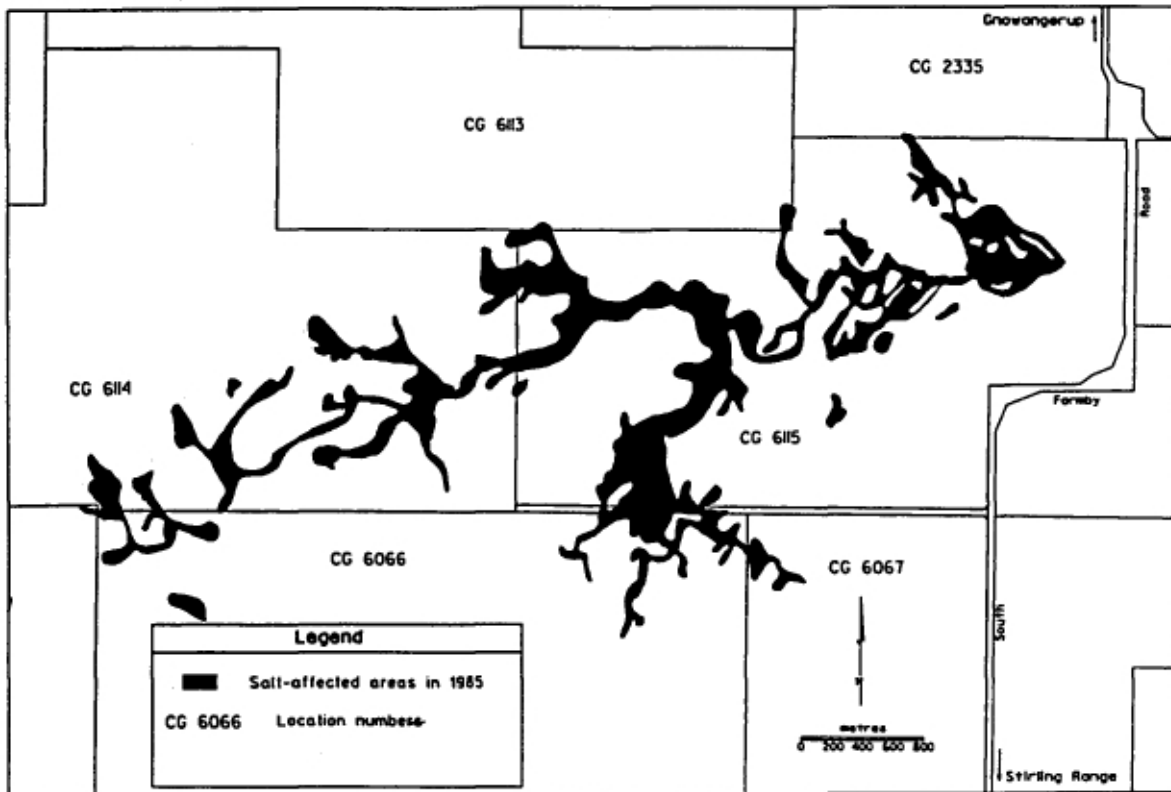 Gnowangerup
CG 2335
CG 6113
Road
CG 6114
Formby
CG 6115
CG 6066
CG 6067
South
Legend
Salt-affected areas in 1985
CG 6066 Location numbers
metres
0 200 400 600 800
Stirling Range